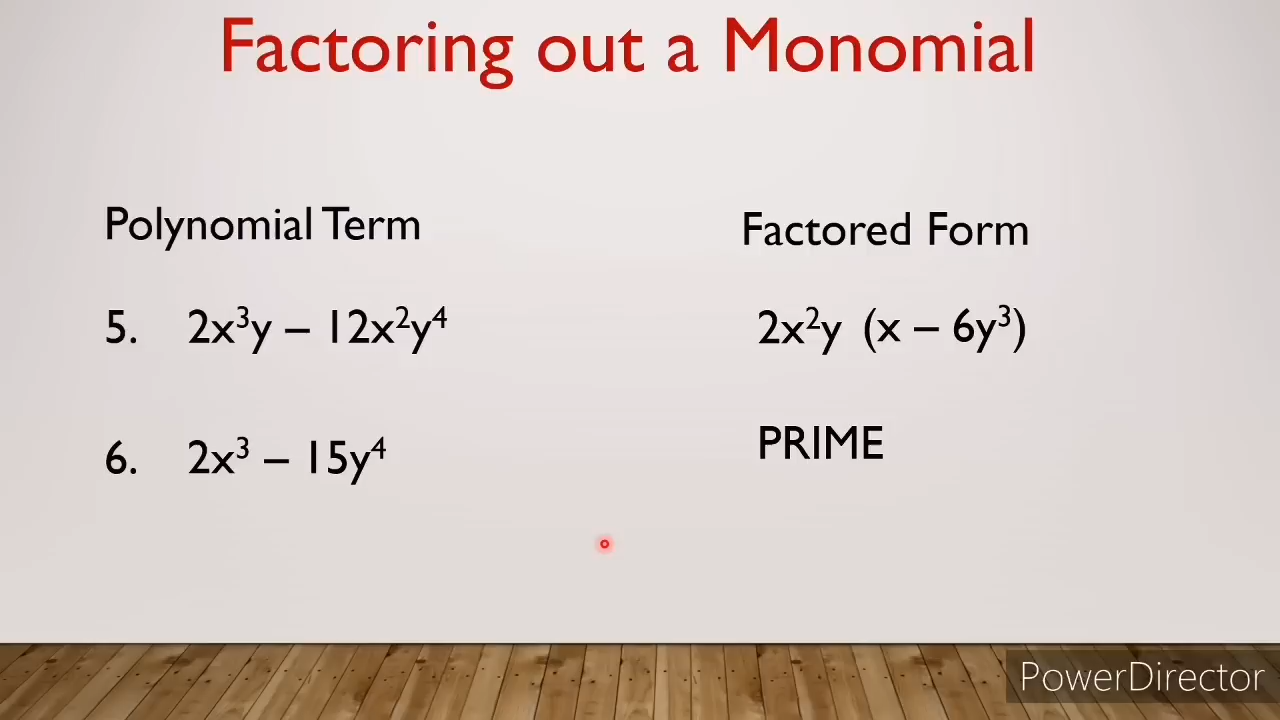 Factoring out a Monomial
Polynomial Term
Factored Form
5. 2x³y – 12x²y⁴
2x²y (x – 6y³)
6. 2x³ – 15y⁴
PRIME
PowerDirector